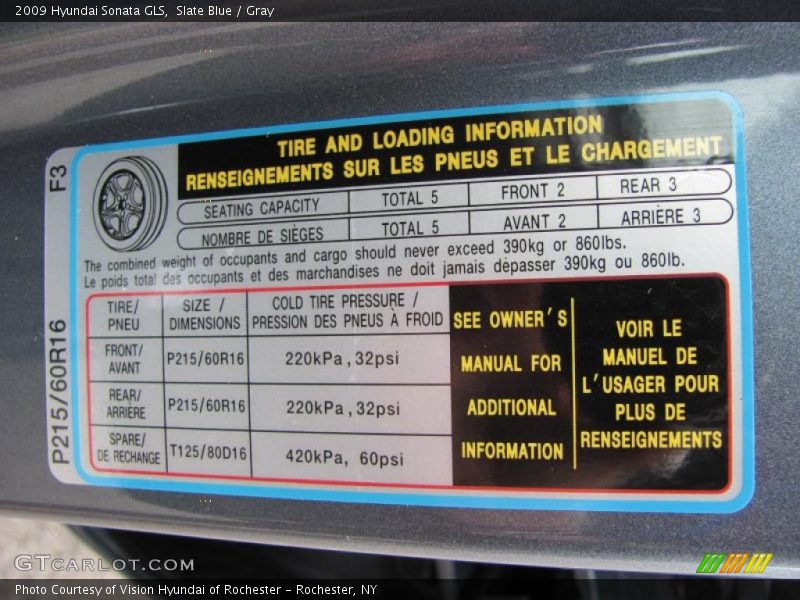 2009 Hyundai Sonata GLS, Slate Blue / Gray
F3
P215/60R16
TIRE AND LOADING INFORMATION
RENSEIGNEMENTS SUR LES PNEUS ET LE CHARGEMENT
SEATING CAPACITY TOTAL 5 FRONT 2 REAR 3
NOMBRE DE SIÈGES TOTAL 5 AVANT 2 ARRIÈRE 3
The combined weight of occupants and cargo should never exceed 390kg or 860lbs.
Le poids total des occupants et des marchandises ne doit jamais dépasser 390kg ou 860lb.
TIRE/ SIZE / COLD TIRE PRESSURE /
PNEU DIMENSIONS PRESSION DES PNEUS À FROID
FRONT/
AVANT P215/60R16 220kPa,32psi
REAR/
ARRIÈRE P215/60R16 220kPa,32psi
SPARE/
DE RECHANGE T125/80D16 420kPa, 60psi
SEE OWNER'S
MANUAL FOR
ADDITIONAL
INFORMATION
VOIR LE
MANUEL DE
L'USAGER POUR
PLUS DE
RENSEIGNEMENTS
GTCARLOT.COM
Photo Courtesy of Vision Hyundai of Rochester - Rochester, NY